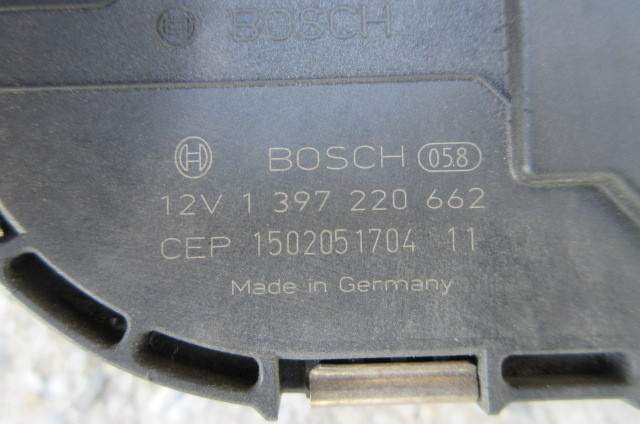 BOSCH
BOSCH 058
12V 1 397 220 662
CEP 1502051704 11
Made in Germany